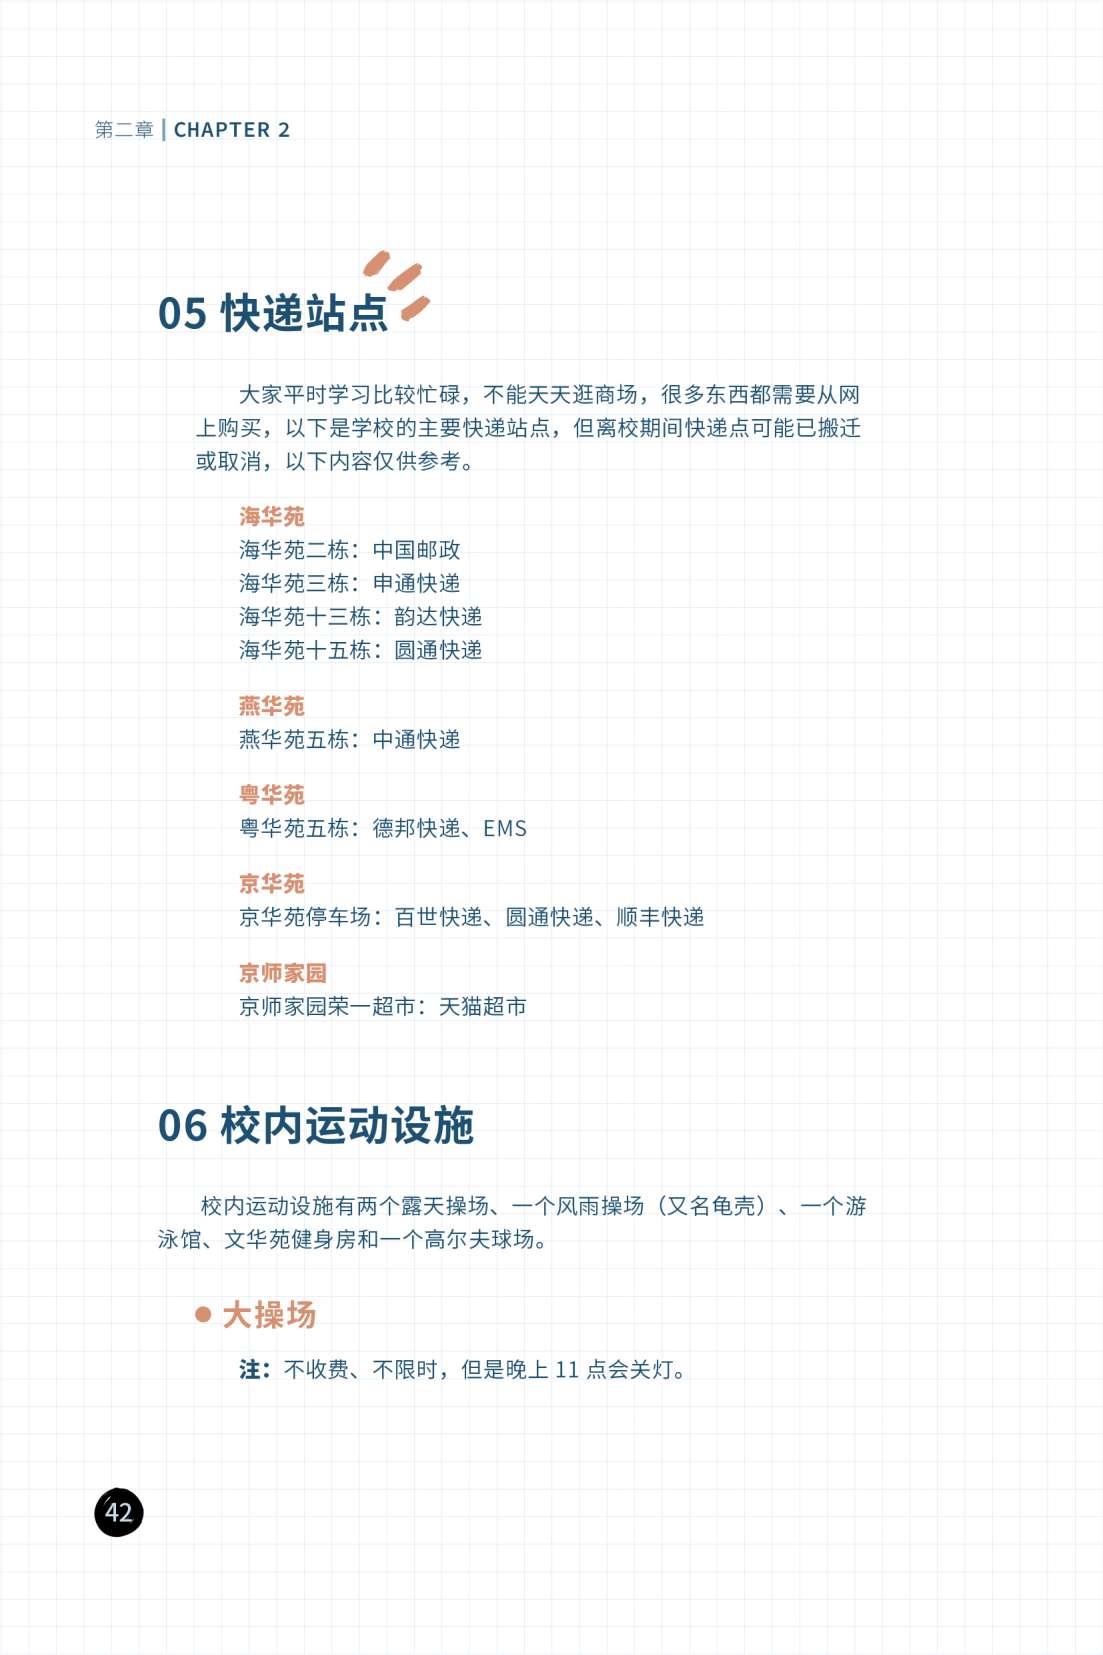 第二章 | CHAPTER 2
05 快递站点
大家平时学习比较忙碌，不能天天逛商场，很多东西都需要从网
上购买，以下是学校的主要快递站点，但离校期间快递点可能已搬迁
或取消，以下内容仅供参考。
海华苑
海华苑二栋：中国邮政
海华苑三栋：申通快递
海华苑十三栋：韵达快递
海华苑十五栋：圆通快递
燕华苑
燕华苑五栋：中通快递
粤华苑
粤华苑五栋：德邦快递、EMS
京华苑
京华苑停车场：百世快递、圆通快递、顺丰快递
京师家园
京师家园荣一超市：天猫超市
06 校内运动设施
校内运动设施有两个露天操场、一个风雨操场（又名龟壳）、一个游
泳馆、文华苑健身房和一个高尔夫球场。
● 大操场
注：不收费、不限时，但是晚上 11 点会关灯。
42